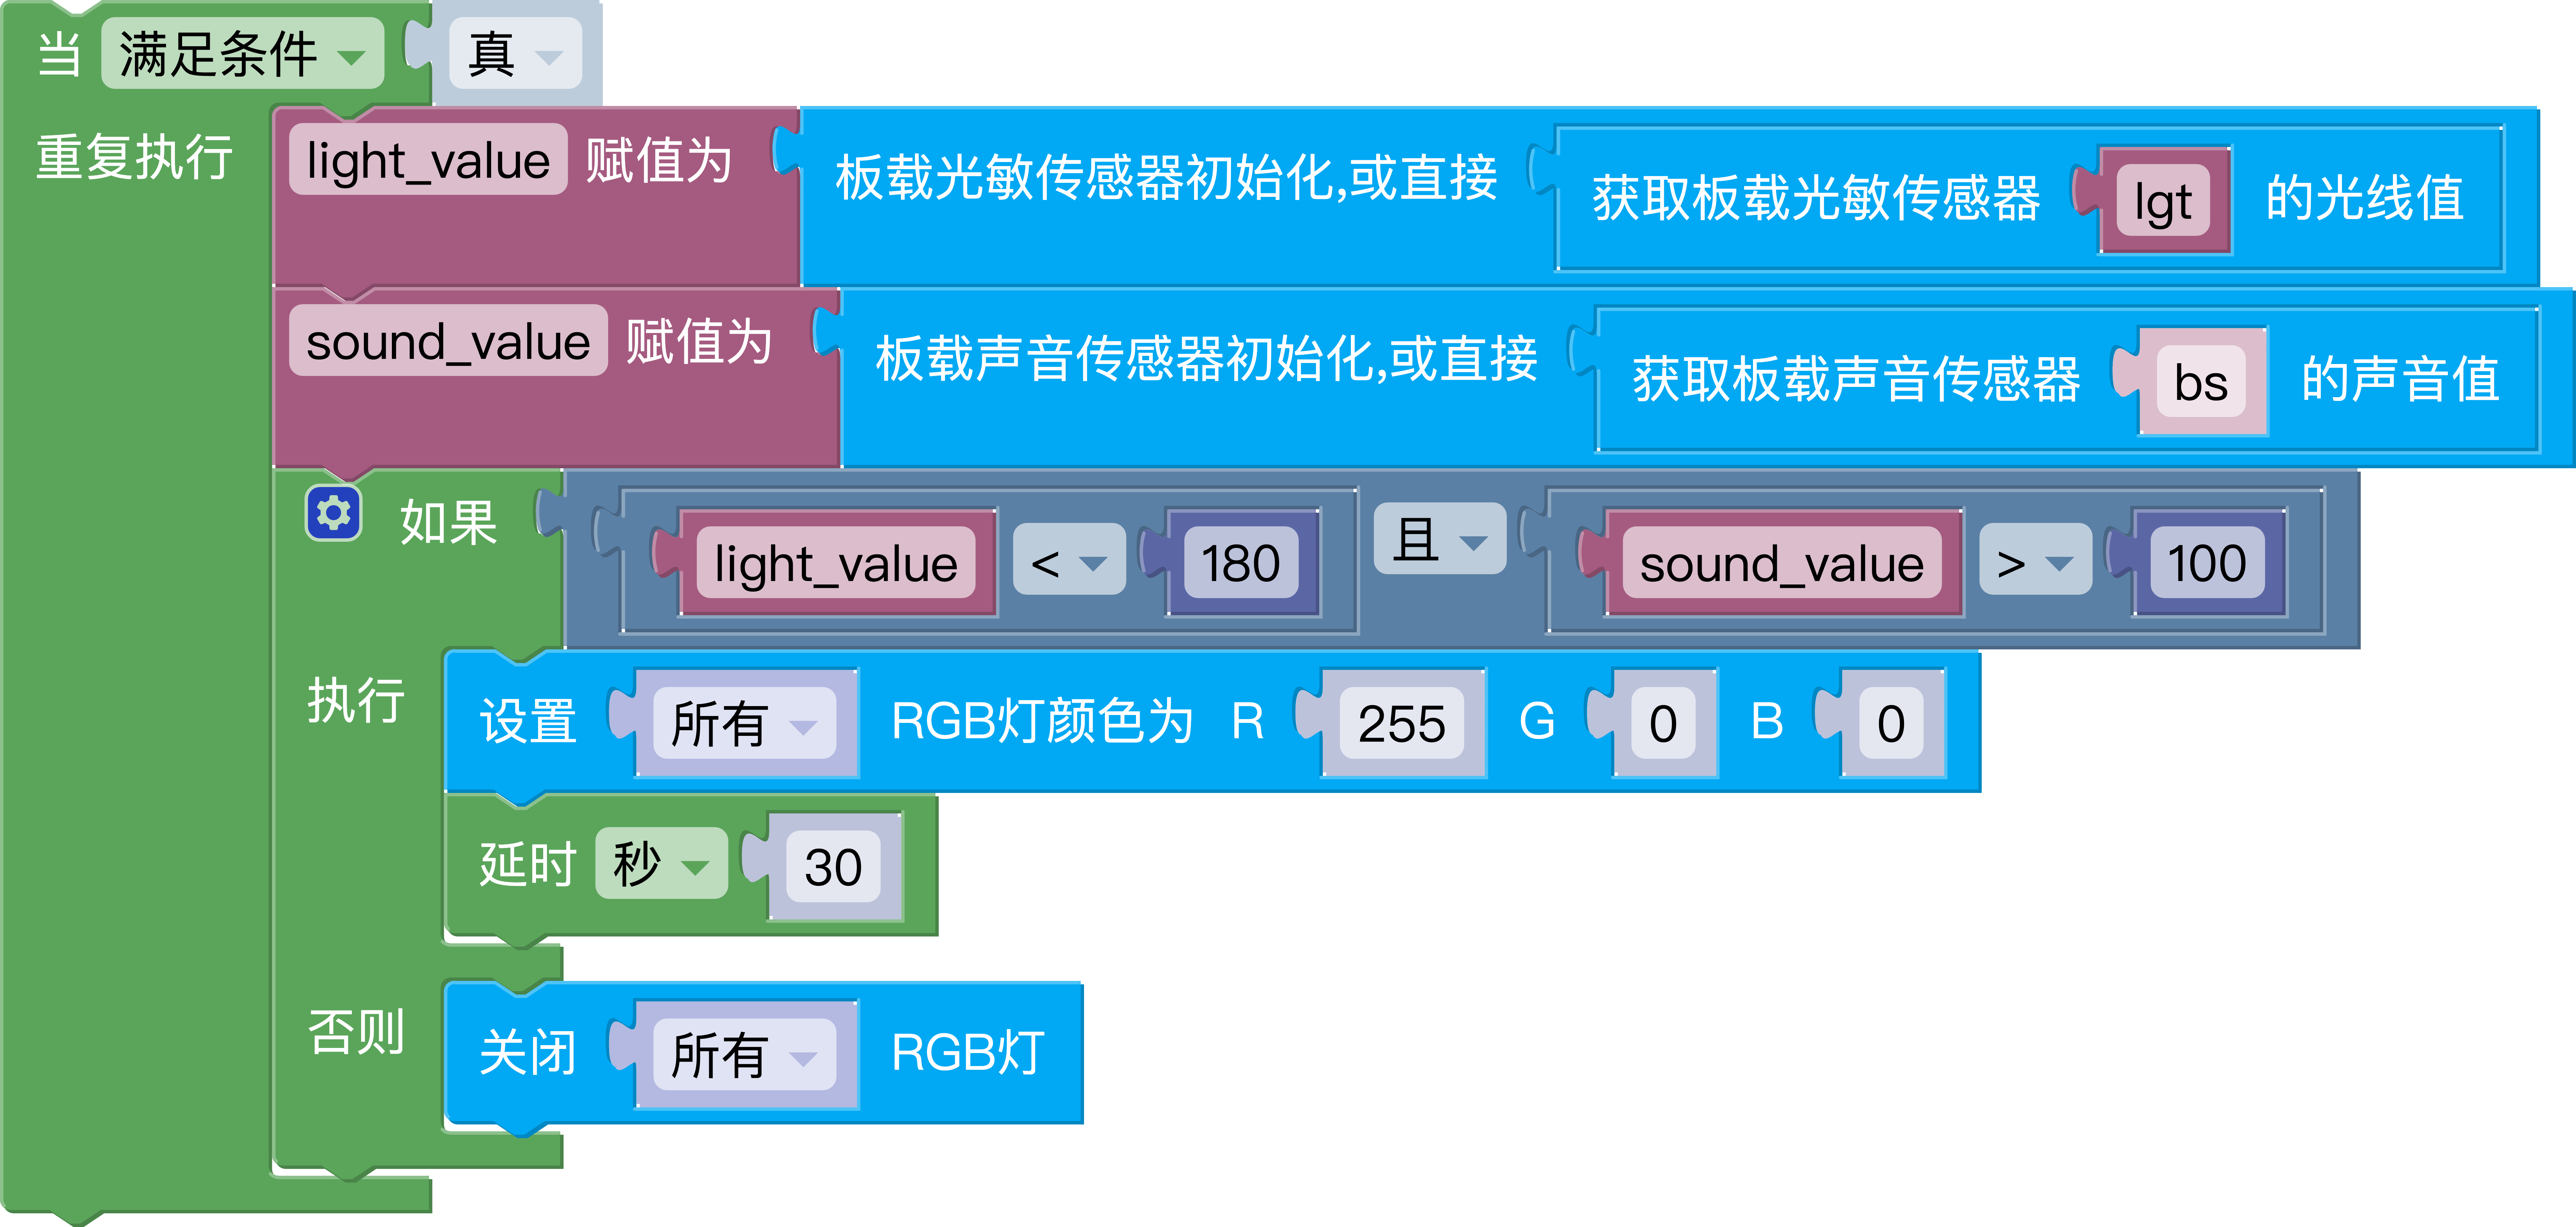 当 满足条件 真
重复执行 light_value 赋值为 板载光敏传感器初始化,或直接 获取板载光敏传感器 lgt 的光线值
sound_value 赋值为 板载声音传感器初始化,或直接 获取板载声音传感器 bs 的声音值
如果 light_value < 180 且 sound_value > 100
执行 设置 所有 RGB灯颜色为 R 255 G 0 B 0
延时 秒 30
否则 关闭 所有 RGB灯